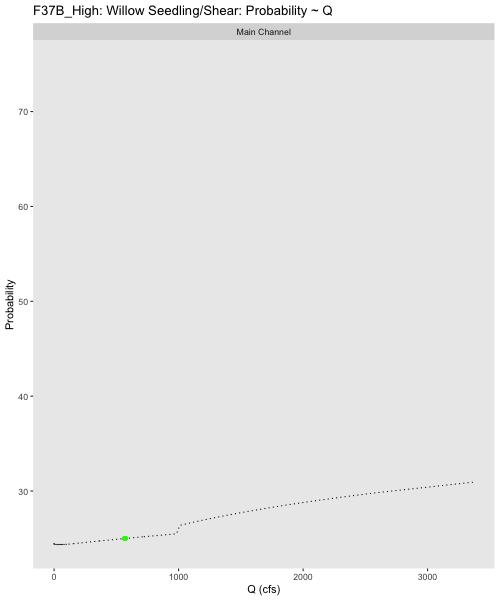 F37B_High: Willow Seedling/Shear: Probability ~ Q
Main Channel
70
60
50
40
30
Probability
0 1000 2000 3000
Q (cfs)